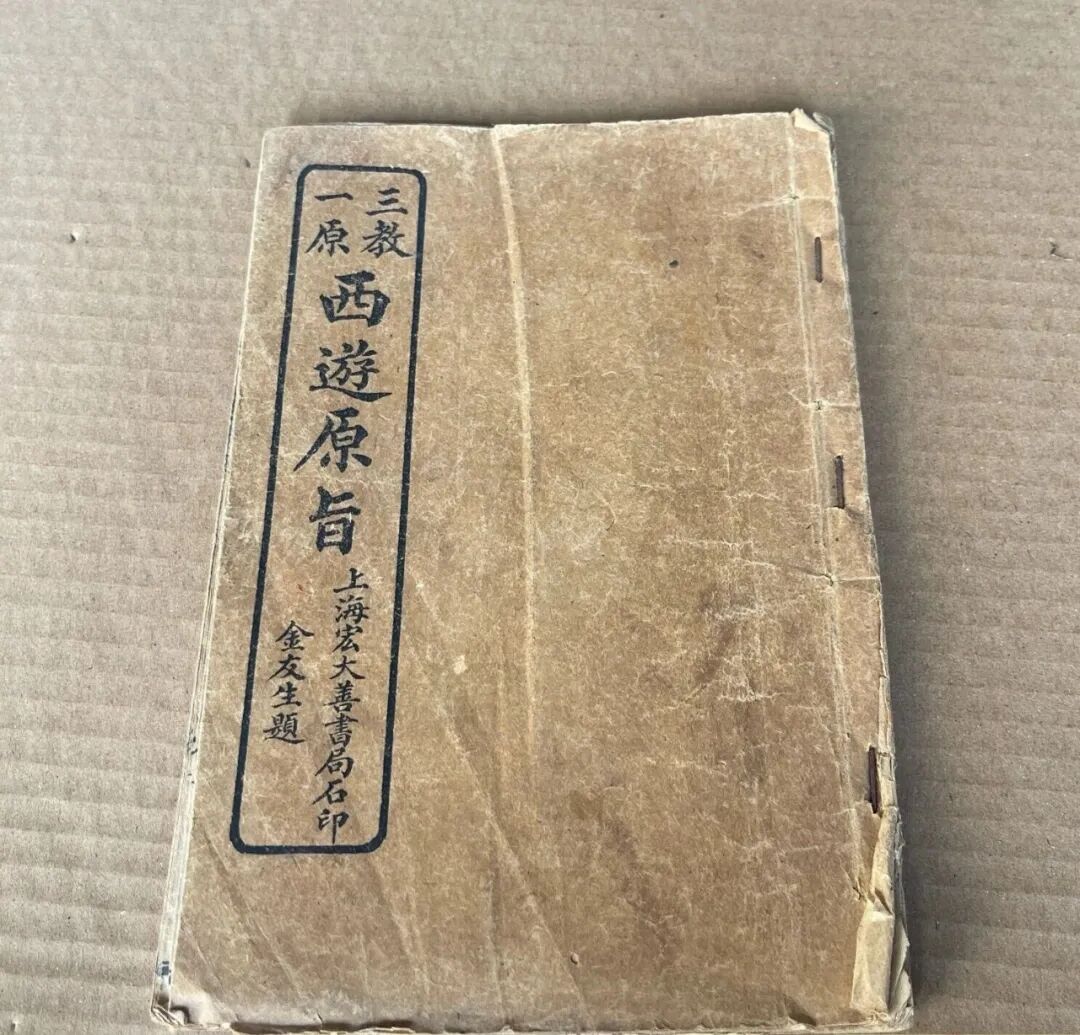 三教
一原
西遊原旨
上海宏大善書局石印
金友生題